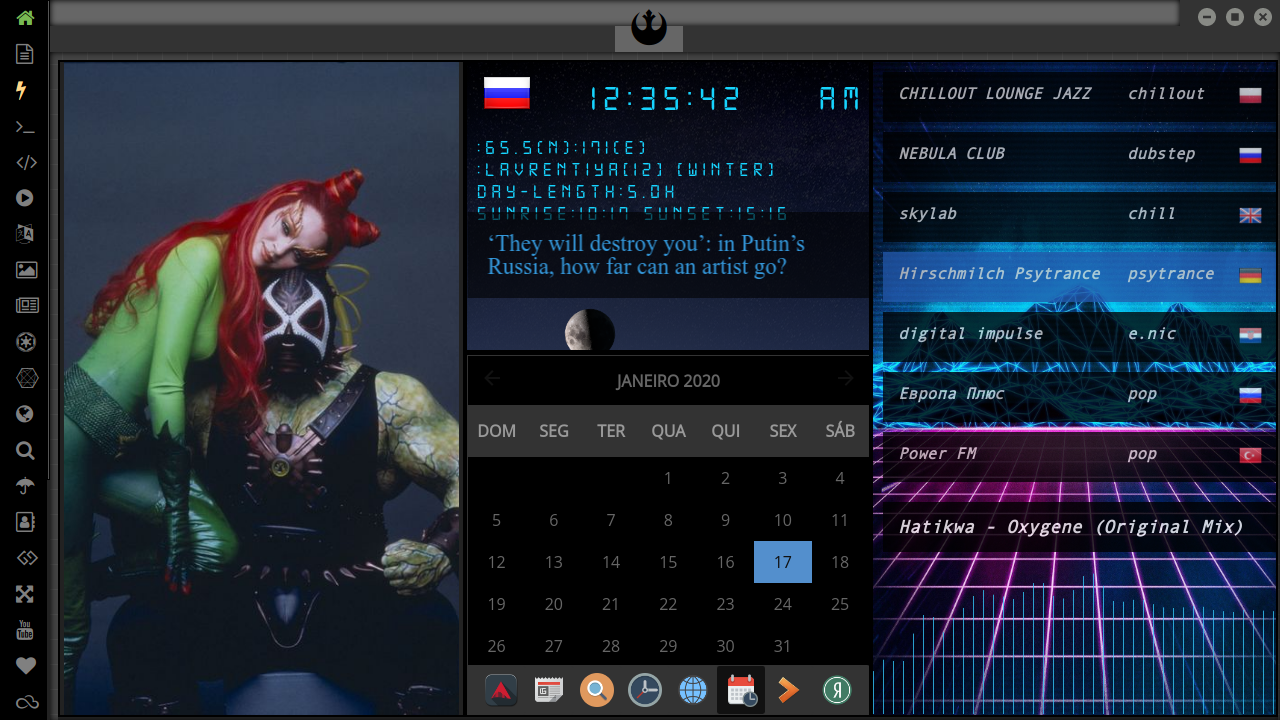 12:35:42 AM
:65.5(N):171(E)
:LAVRENTIYA(12) (WINTER)
DAY-LENGTH:5.0H
SUNRISE:10:17 SUNSET:15:16
‘They will destroy you’: in Putin’s
Russia, how far can an artist go?
JANEIRO 2020
DOM SEG TER QUA QUI SEX SÁB
1 2 3 4
5 6 7 8 9 10 11
12 13 14 15 16 17 18
19 20 21 22 23 24 25
26 27 28 29 30 31
Я
CHILLOUT LOUNGE JAZZ chillout
NEBULA CLUB dubstep
skylab chill
Hirschmilch Psytrance psytrance
digital impulse e.nic
Европа Плюс pop
Power FM pop
Hatikwa - Oxygene (Original Mix)
You
Tube